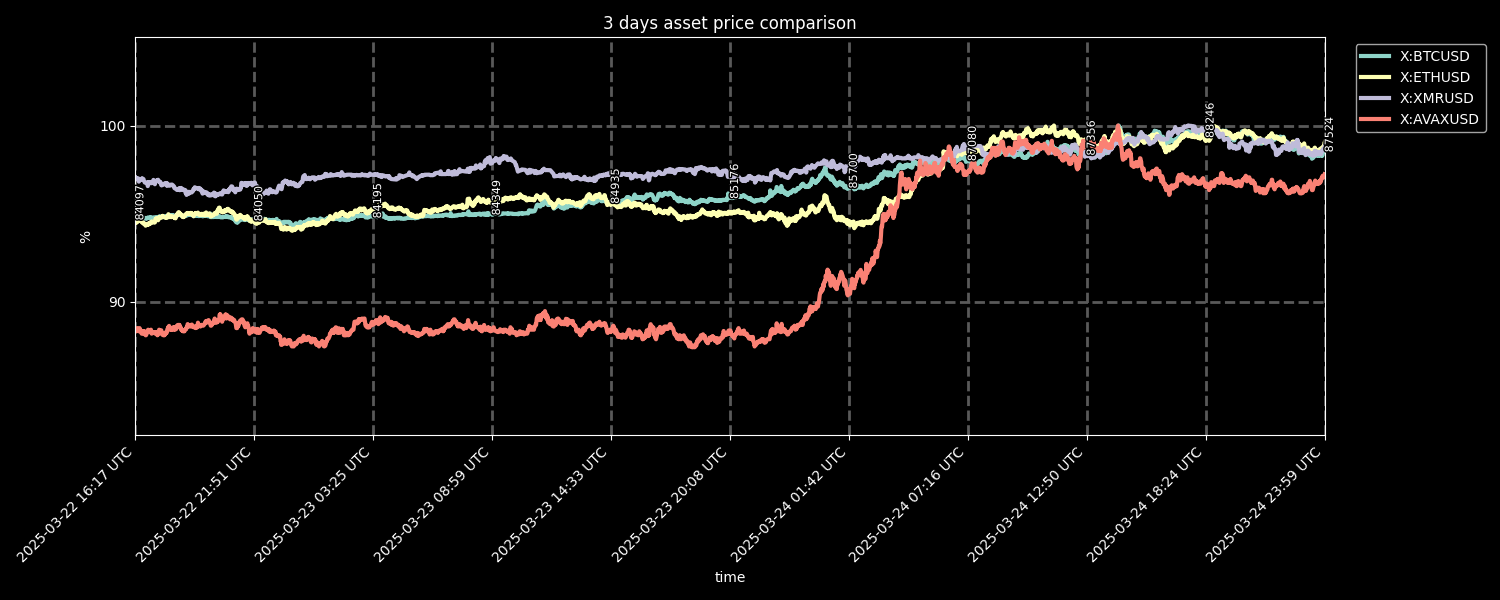 3 days asset price comparison
X:BTCUSD
X:ETHUSD
X:XMRUSD
X:AVAXUSD
100
90
%
84097
84050
84195
84349
84935
85176
85700
87080
87356
88246
87524
2025-03-22 16:17 UTC
2025-03-22 21:51 UTC
2025-03-23 03:25 UTC
2025-03-23 08:59 UTC
2025-03-23 14:33 UTC
2025-03-23 20:08 UTC
2025-03-24 01:42 UTC
2025-03-24 07:16 UTC
2025-03-24 12:50 UTC
2025-03-24 18:24 UTC
2025-03-24 23:59 UTC
time